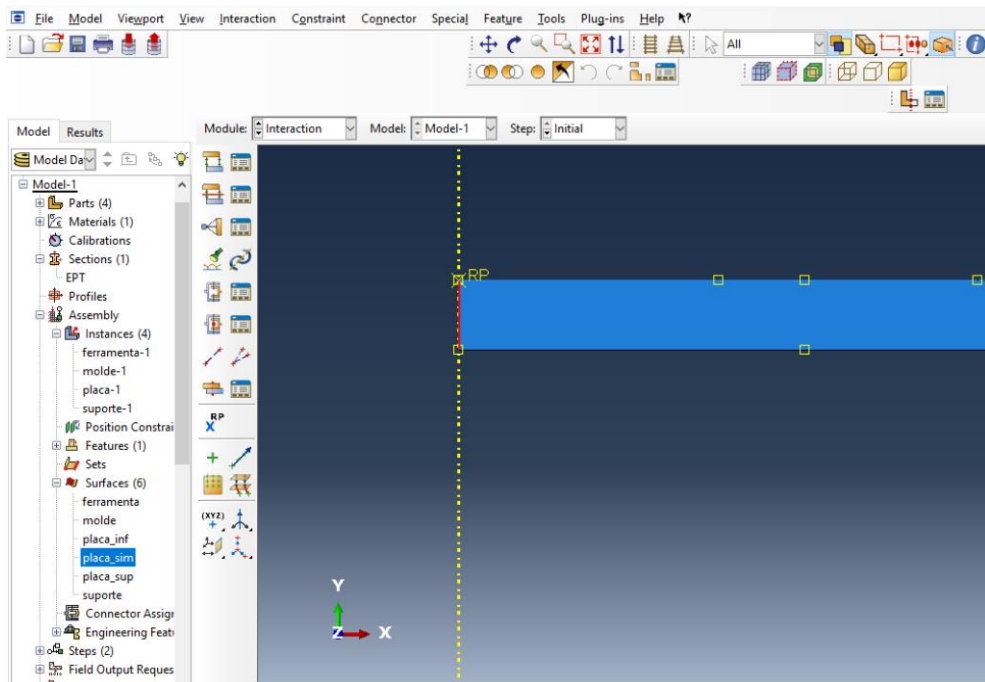 File Model Viewport View Interaction Constraint Connector Special Feature Tools Plug-ins Help
All
Model Results
Module: Interaction Model: Model-1 Step: Initial
Model Da
Model-1
Parts (4)
Materials (1)
Calibrations
Sections (1)
EPT
Profiles
Assembly
Instances (4)
ferramenta-1
molde-1
placa-1
suporte-1
Position Constrai
Features (1)
Sets
Surfaces (6)
ferramenta
molde
placa_inf
placa_sim
placa_sup
suporte
Connector Assigr
Engineering Featu
Steps (2)
Field Output Reques
RP
X
(XYZ)
RP
Y
Z X